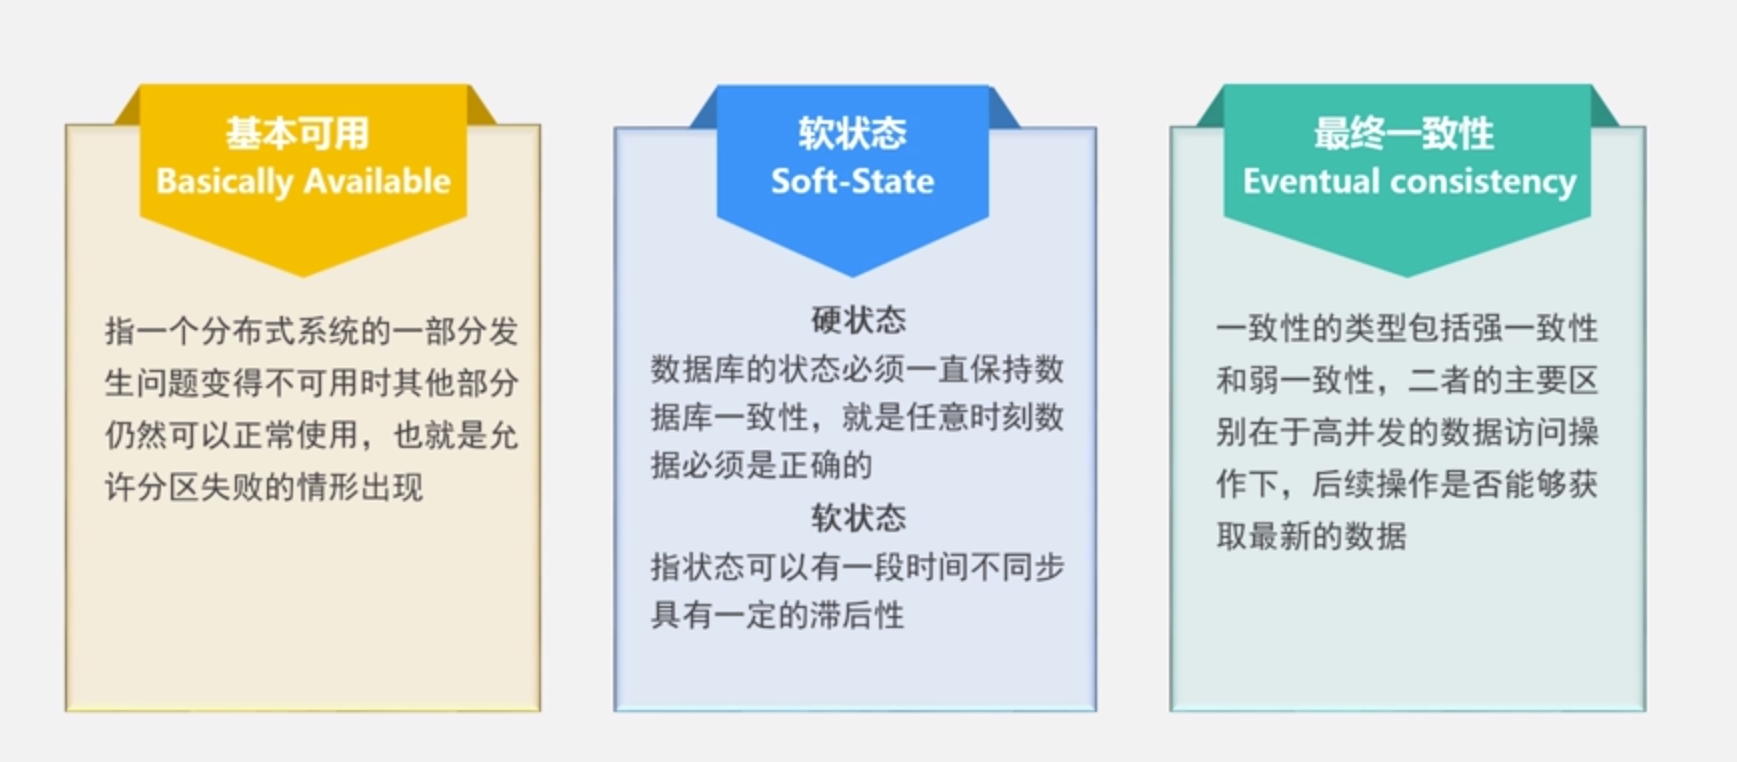 基本可用
Basically Available
指一个分布式系统的一部分发
生问题变得不可用时其他部分
仍然可以正常使用，也就是允
许分区失败的情形出现
软状态
Soft-State
硬状态
数据库的状态必须一直保持数
据库一致性，就是任意时刻数
据必须是正确的
软状态
指状态可以有一段时间不同步
具有一定的滞后性
最终一致性
Eventual consistency
一致性的类型包括强一致性
和弱一致性，二者的主要区
别在于高并发的数据访问操
作下，后续操作是否能够获
取最新的数据